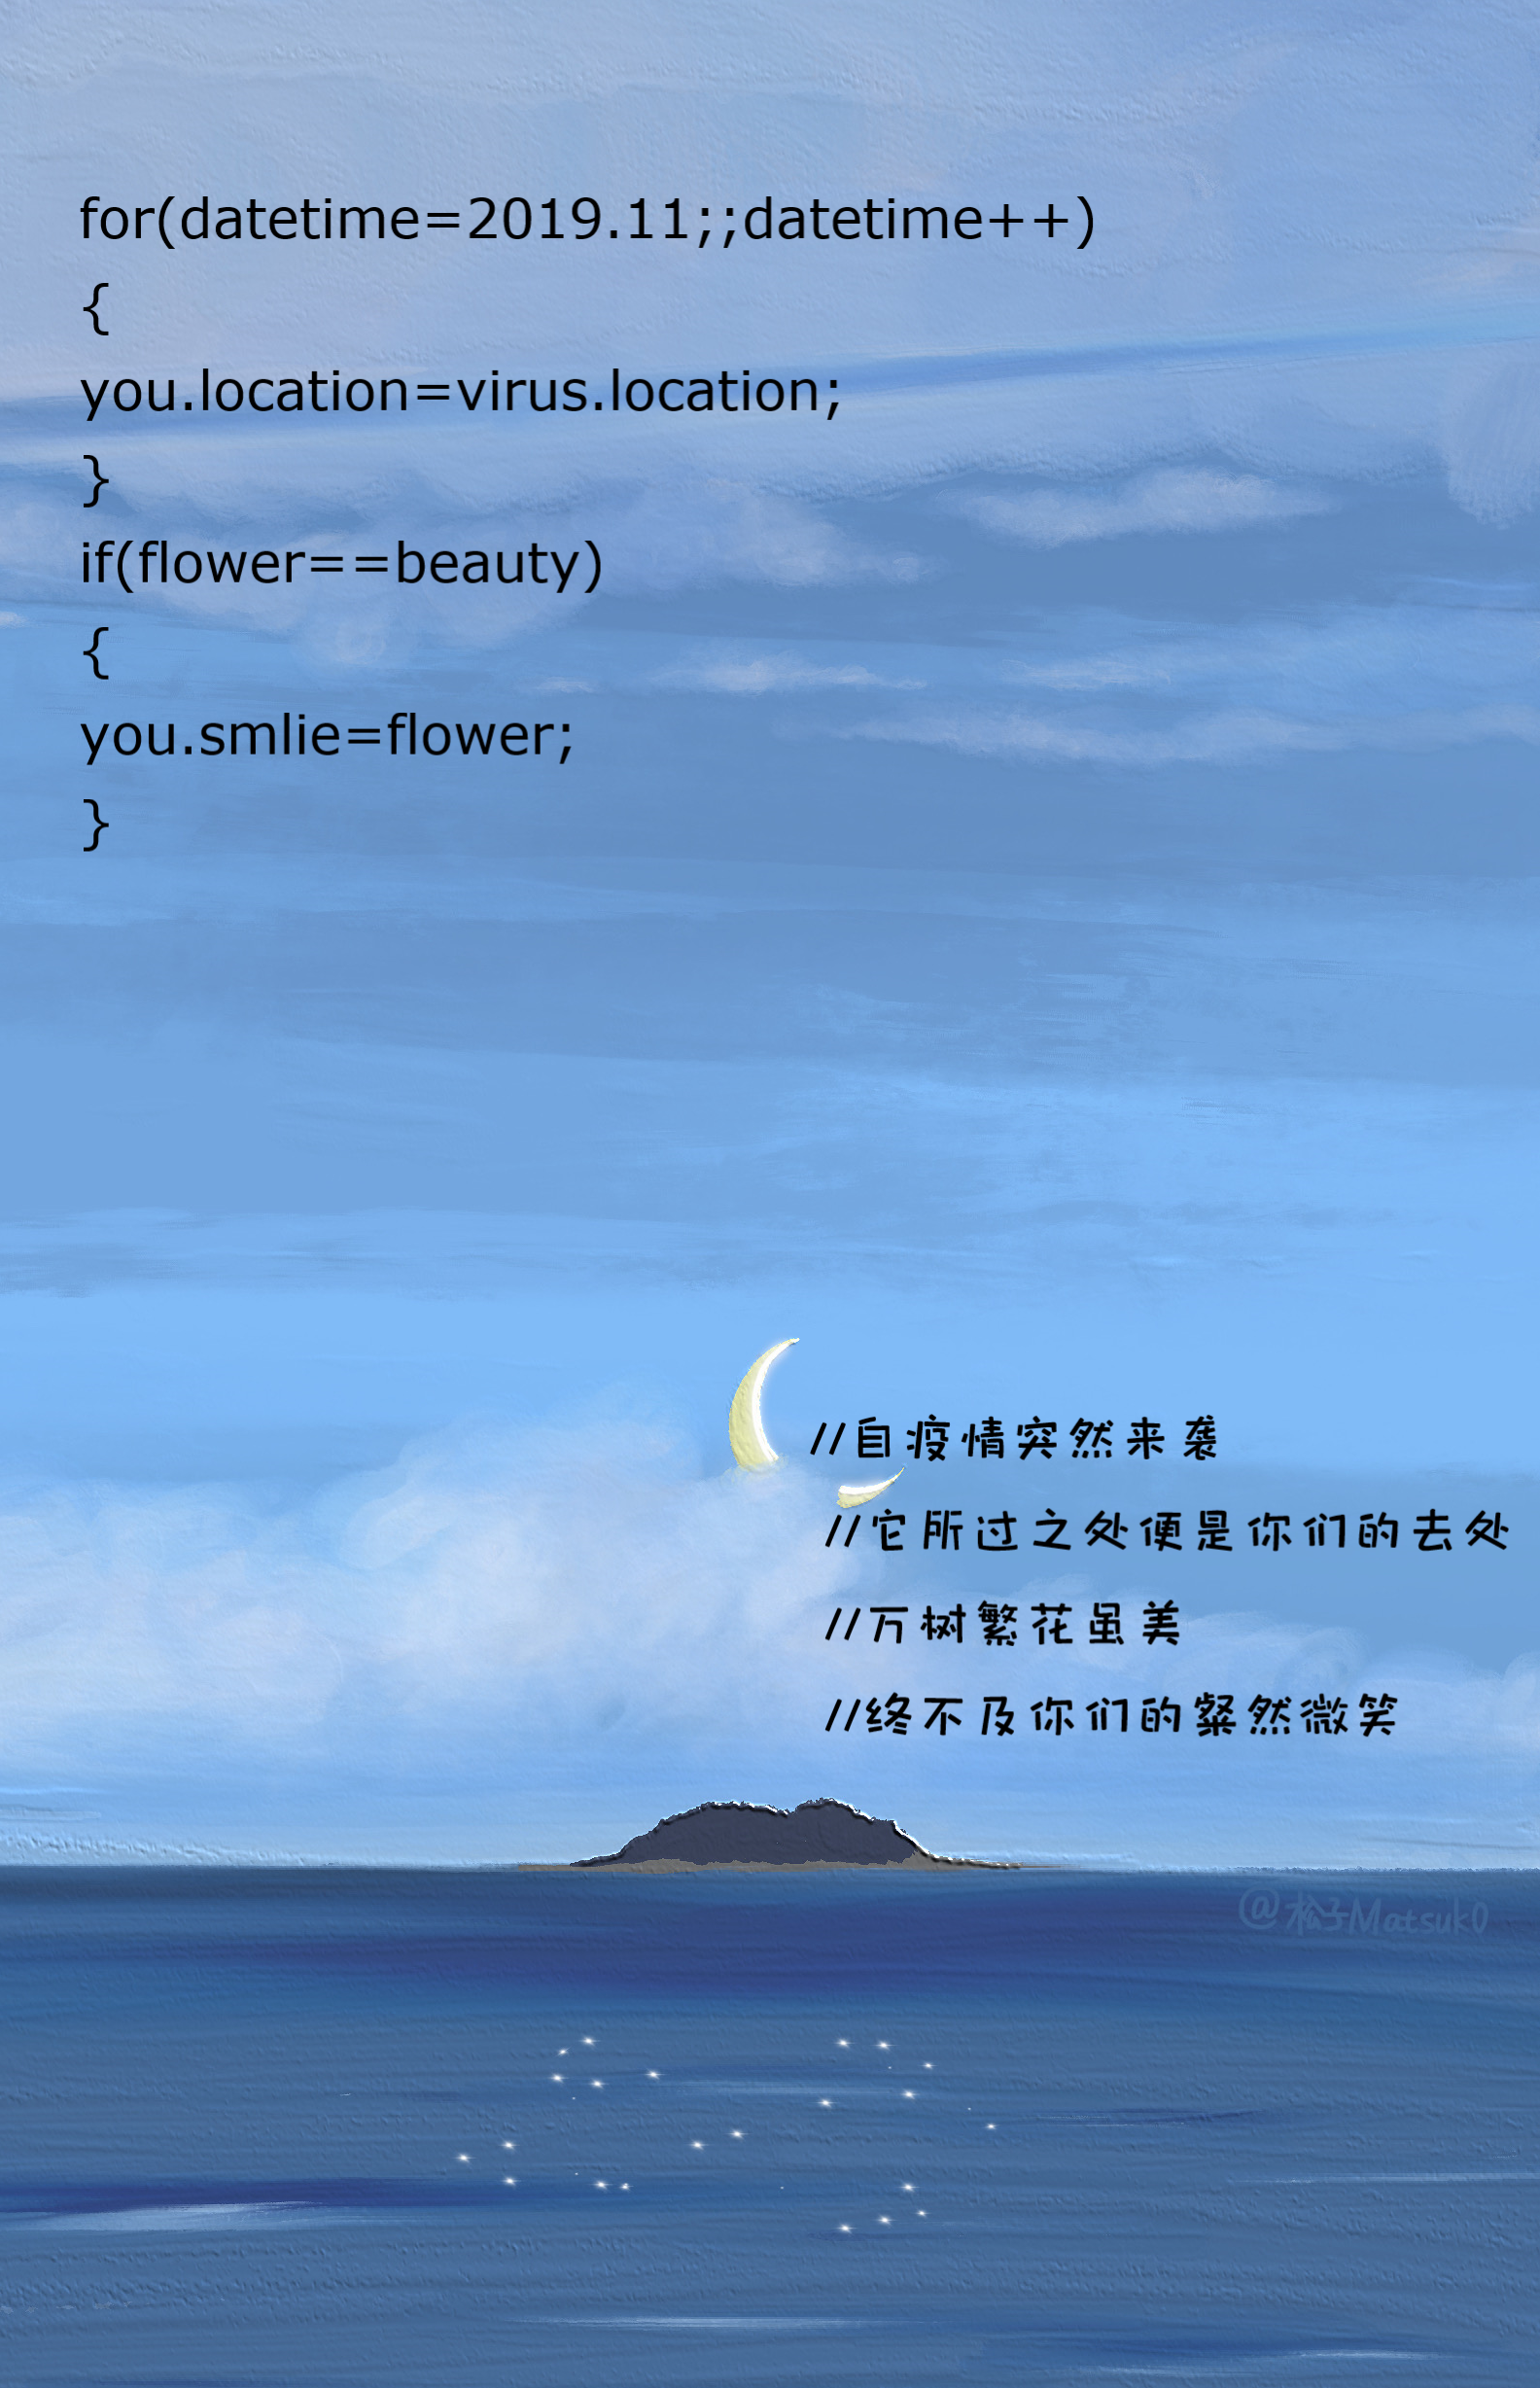 for(datetime=2019.11;;datetime++)
{
you.location=virus.location;
}
if(flower==beauty)
{
you.smlie=flower;
}
//自疫情突然来袭
//它所过之处便是你们的去处
//万树繁花虽美
//终不及你们的粲然微笑
@松子Matsuk0